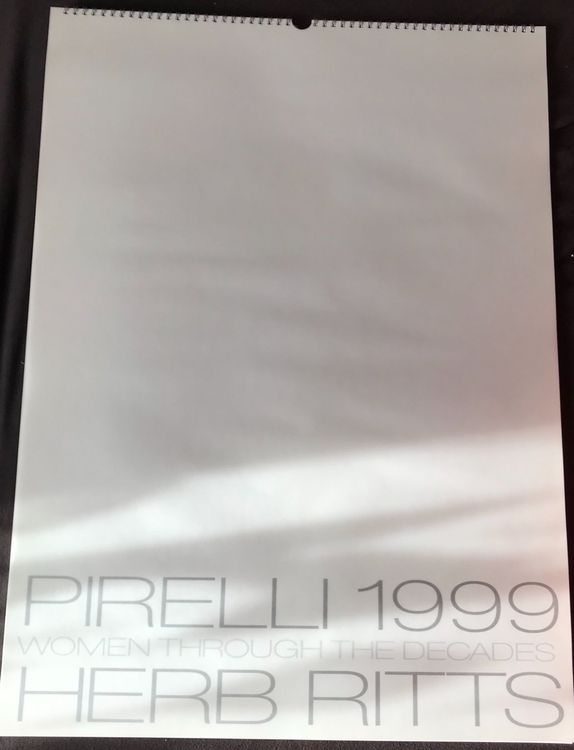 PIRELLI 1999
WOMEN THROUGH THE DECADES
HERB RITTS